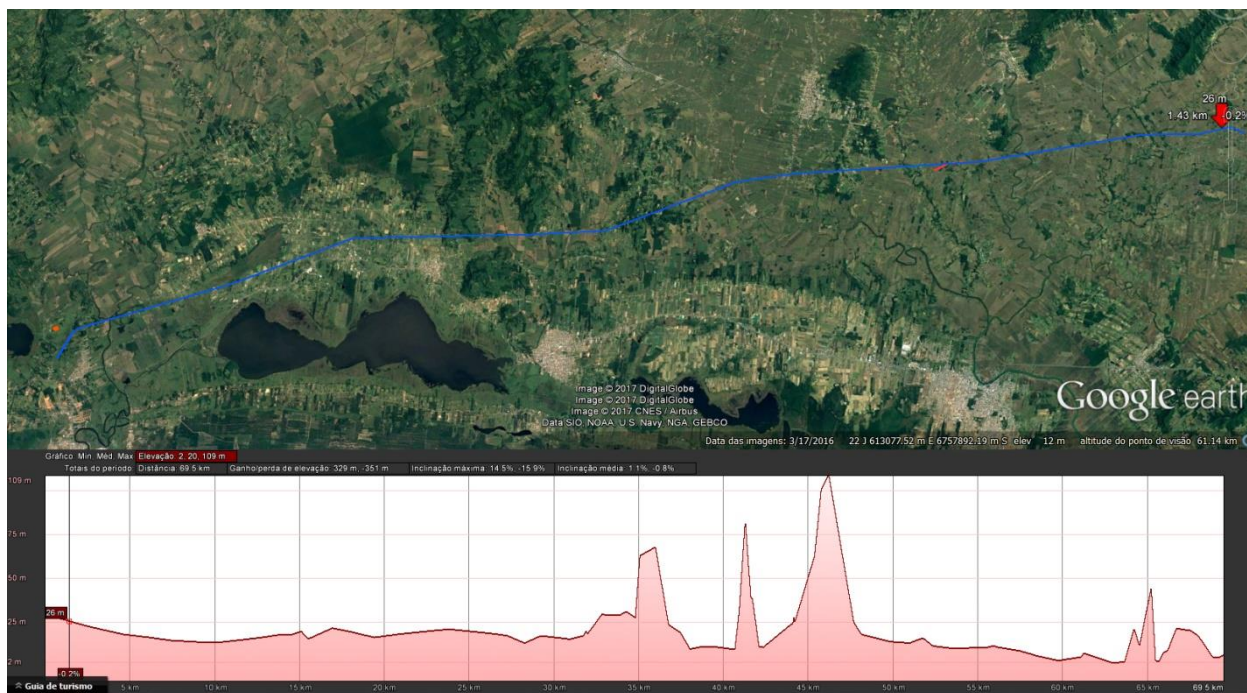 26 m
1.43 km -0.2%
Image © 2017 DigitalGlobe
Image © 2017 DigitalGlobe
Image © 2017 CNES / Airbus
Data SIO, NOAA, U.S. Navy, NGA, GEBCO
Google earth
Data das imagens: 3/17/2016 22 J 613077.52 m E 6757892.19 m S elev 12 m altitude do ponto de visão 61.14 km
Gráfico Mín. Méd. Max Elevação: 2, 20, 109 m
Totais do período: Distância: 69.5 km Ganho/perda de elevação: 329 m, -351 m Inclinação máxima :14.5%, -15.9% Inclinação média: 1.1%, -0.8%
109 m
75 m
50 m
25 m
2 m
26 m
-0.2%
5 km 10 km 15 km 20 km 25 km 30 km 35 km 40 km 45 km 50 km 55 km 60 km 65 km 69.5 km
Guia de turismo